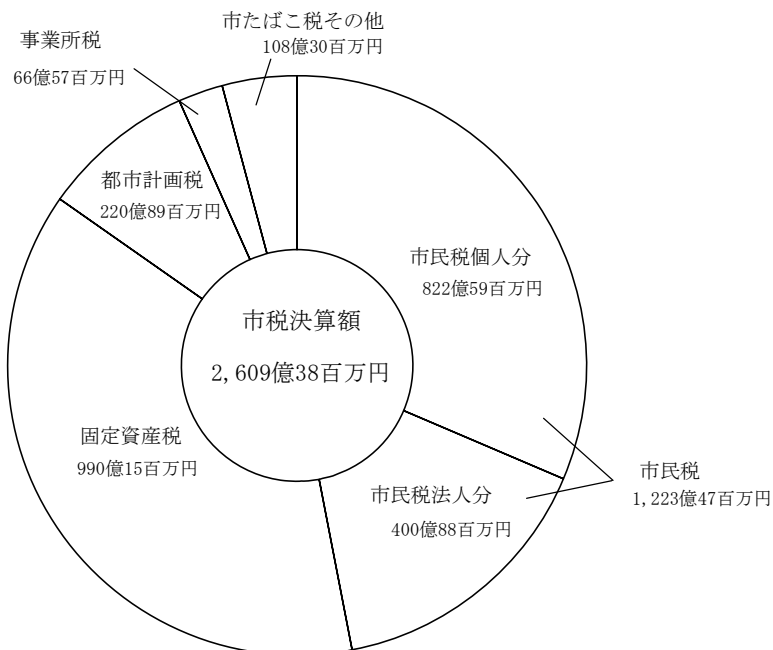 市たばこ税その他
108億30百万円
事業所税
66億57百万円
都市計画税
220億89百万円
市民税個人分
822億59百万円
市税決算額
2,609億38百万円
固定資産税
990億15百万円
市民税法人分
400億88百万円
市民税
1,223億47百万円